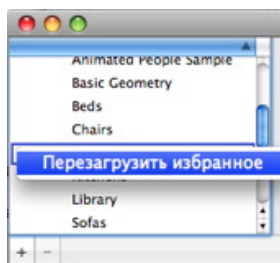 Animated People Sample
Basic Geometry
Beds
Chairs
Перезагрузить избранное
Library
Sofas
+ −